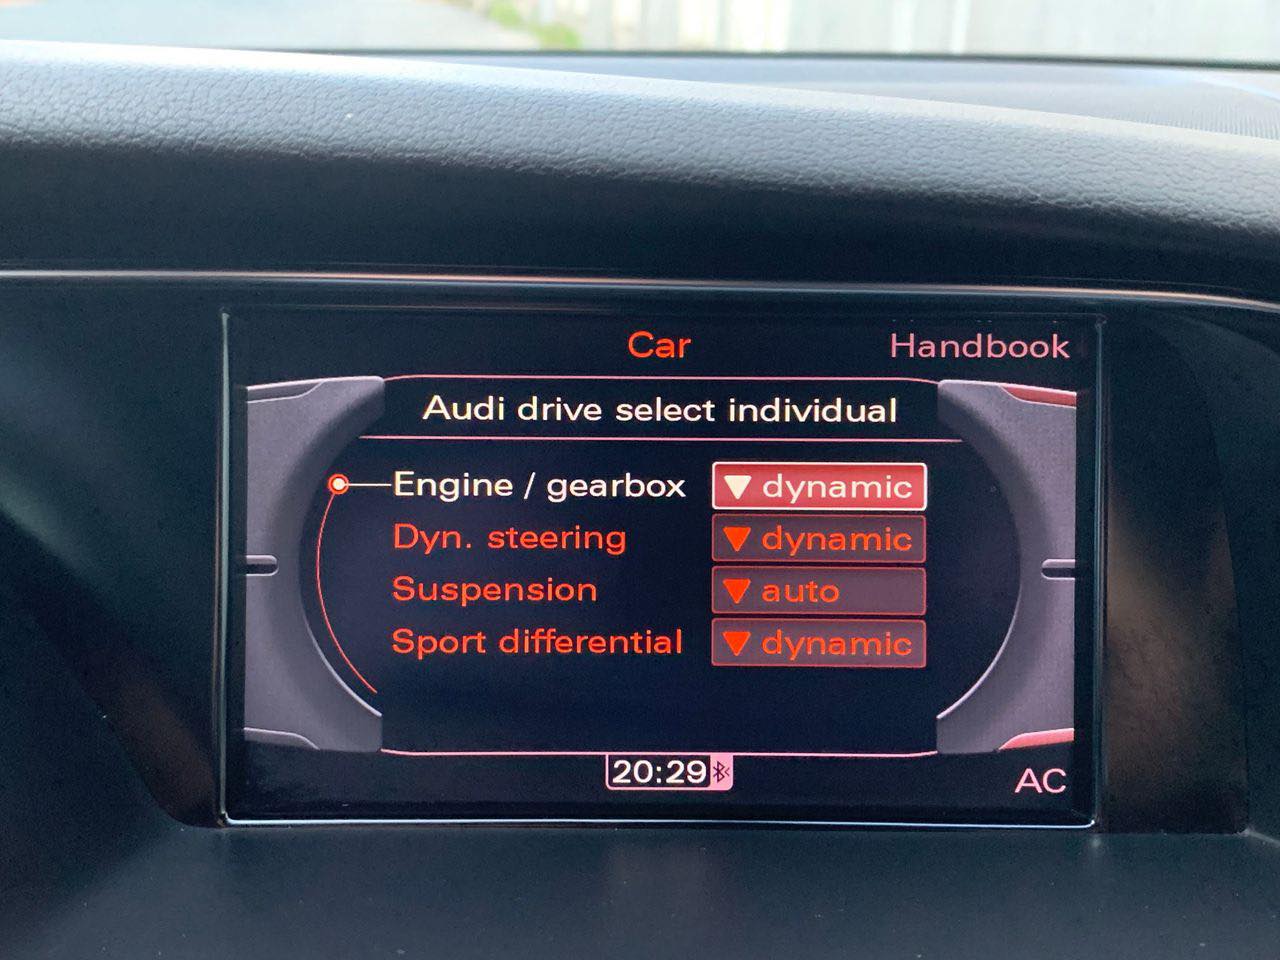 Car Handbook
Audi drive select individual
Engine / gearbox dynamic
Dyn. steering dynamic
Suspension auto
Sport differential dynamic
20:29
AC